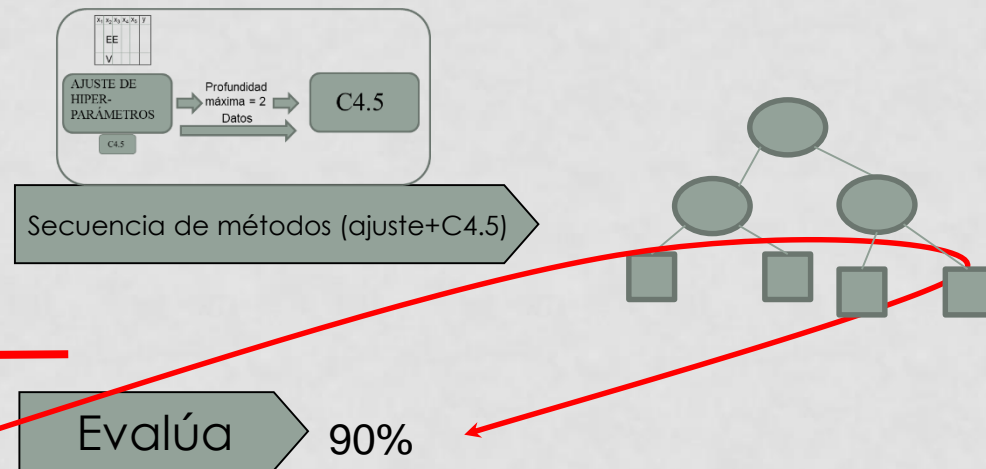 x₁ x₂ x₃ x₄ x₅ y
EE
V
AJUSTE DE
HIPER-
PARÁMETROS
C4.5
Profundidad
máxima = 2
Datos
C4.5
Secuencia de métodos (ajuste+C4.5)
Evalúa
90%